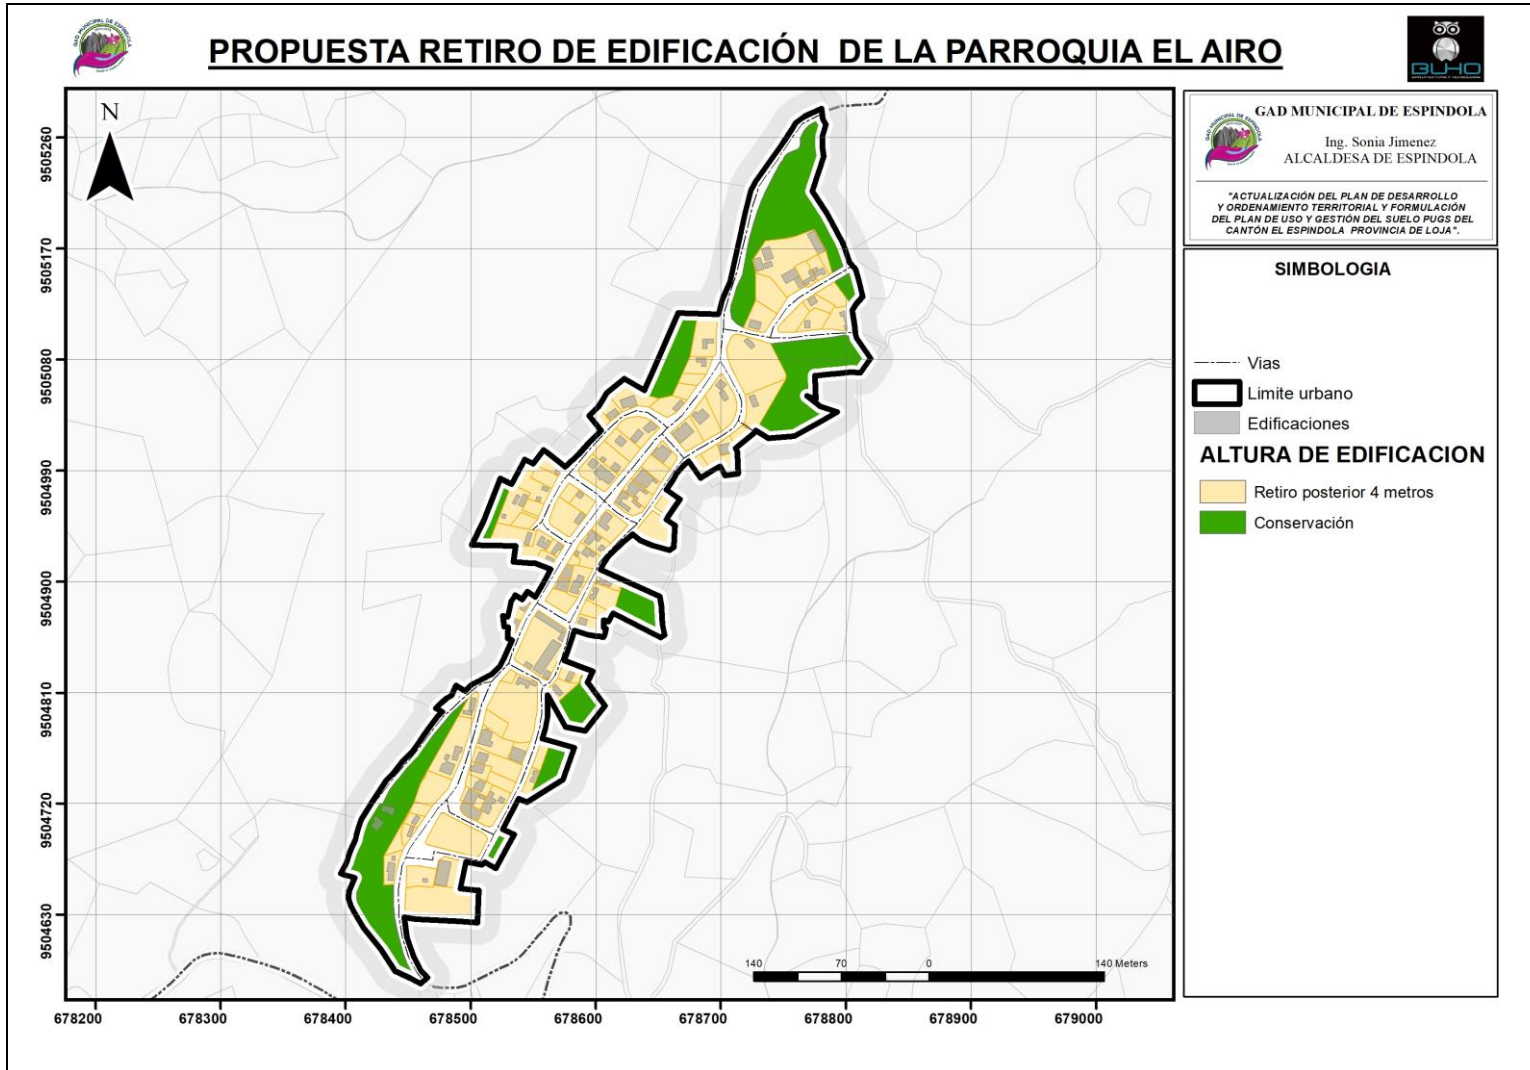 PROPUESTA RETIRO DE EDIFICACIÓN DE LA PARROQUIA EL AIRO
GAD MUNICIPAL DE ESPÍNDOLA
BUHO
N
GAD MUNICIPAL DE ESPINDOLA
Ing. Sonia Jimenez
ALCALDESA DE ESPINDOLA
"ACTUALIZACIÓN DEL PLAN DE DESARROLLO
Y ORDENAMIENTO TERRITORIAL Y FORMULACIÓN
DEL PLAN DE USO Y GESTIÓN DEL SUELO PUGS DEL
CANTÓN EL ESPINDOLA PROVINCIA DE LOJA".
SIMBOLOGIA
Vias
Limite urbano
Edificaciones
ALTURA DE EDIFICACION
Retiro posterior 4 metros
Conservación
9505260
9505170
9505080
9504990
9504900
9504810
9504720
9504630
140 70 0 140 Meters
678200 678300 678400 678500 678600 678700 678800 678900 679000